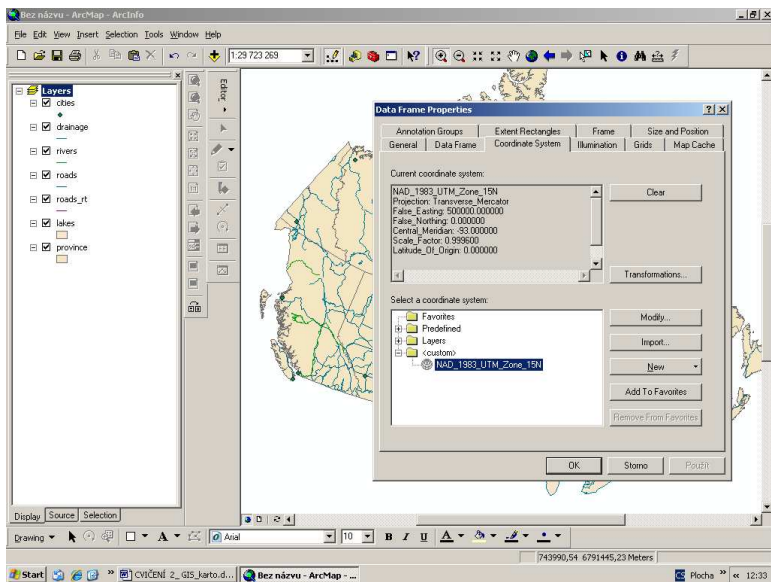 Bez názvu - ArcMap - ArcInfo
File Edit View Insert Selection Tools Window Help
1:29 723 269
Layers
cities
drainage
rivers
roads
roads_rt
lakes
province
Editor
Data Frame Properties
Annotation Groups Extent Rectangles Frame Size and Position
General Data Frame Coordinate System Illumination Grids Map Cache
Current coordinate system:
NAD_1983_UTM_Zone_15N
Projection: Transverse_Mercator
False_Easting: 500000.000000
False_Northing: 0.000000
Central_Meridian: -93.000000
Scale_Factor: 0.999600
Latitude_Of_Origin: 0.000000
Clear
Transformations...
Select a coordinate system:
Favorites
Predefined
Layers
<custom>
NAD_1983_UTM_Zone_15N
Modify...
Import...
New
Add To Favorites
Remove From Favorites
OK Storno Použít
Display Source Selection
Drawing A Arial 10 B I U A
743990,54 6791445,23 Meters
Start CVIČENÍ 2_ GIS_karto.d... Bez názvu - ArcMap - ... CS Plocha 12:33